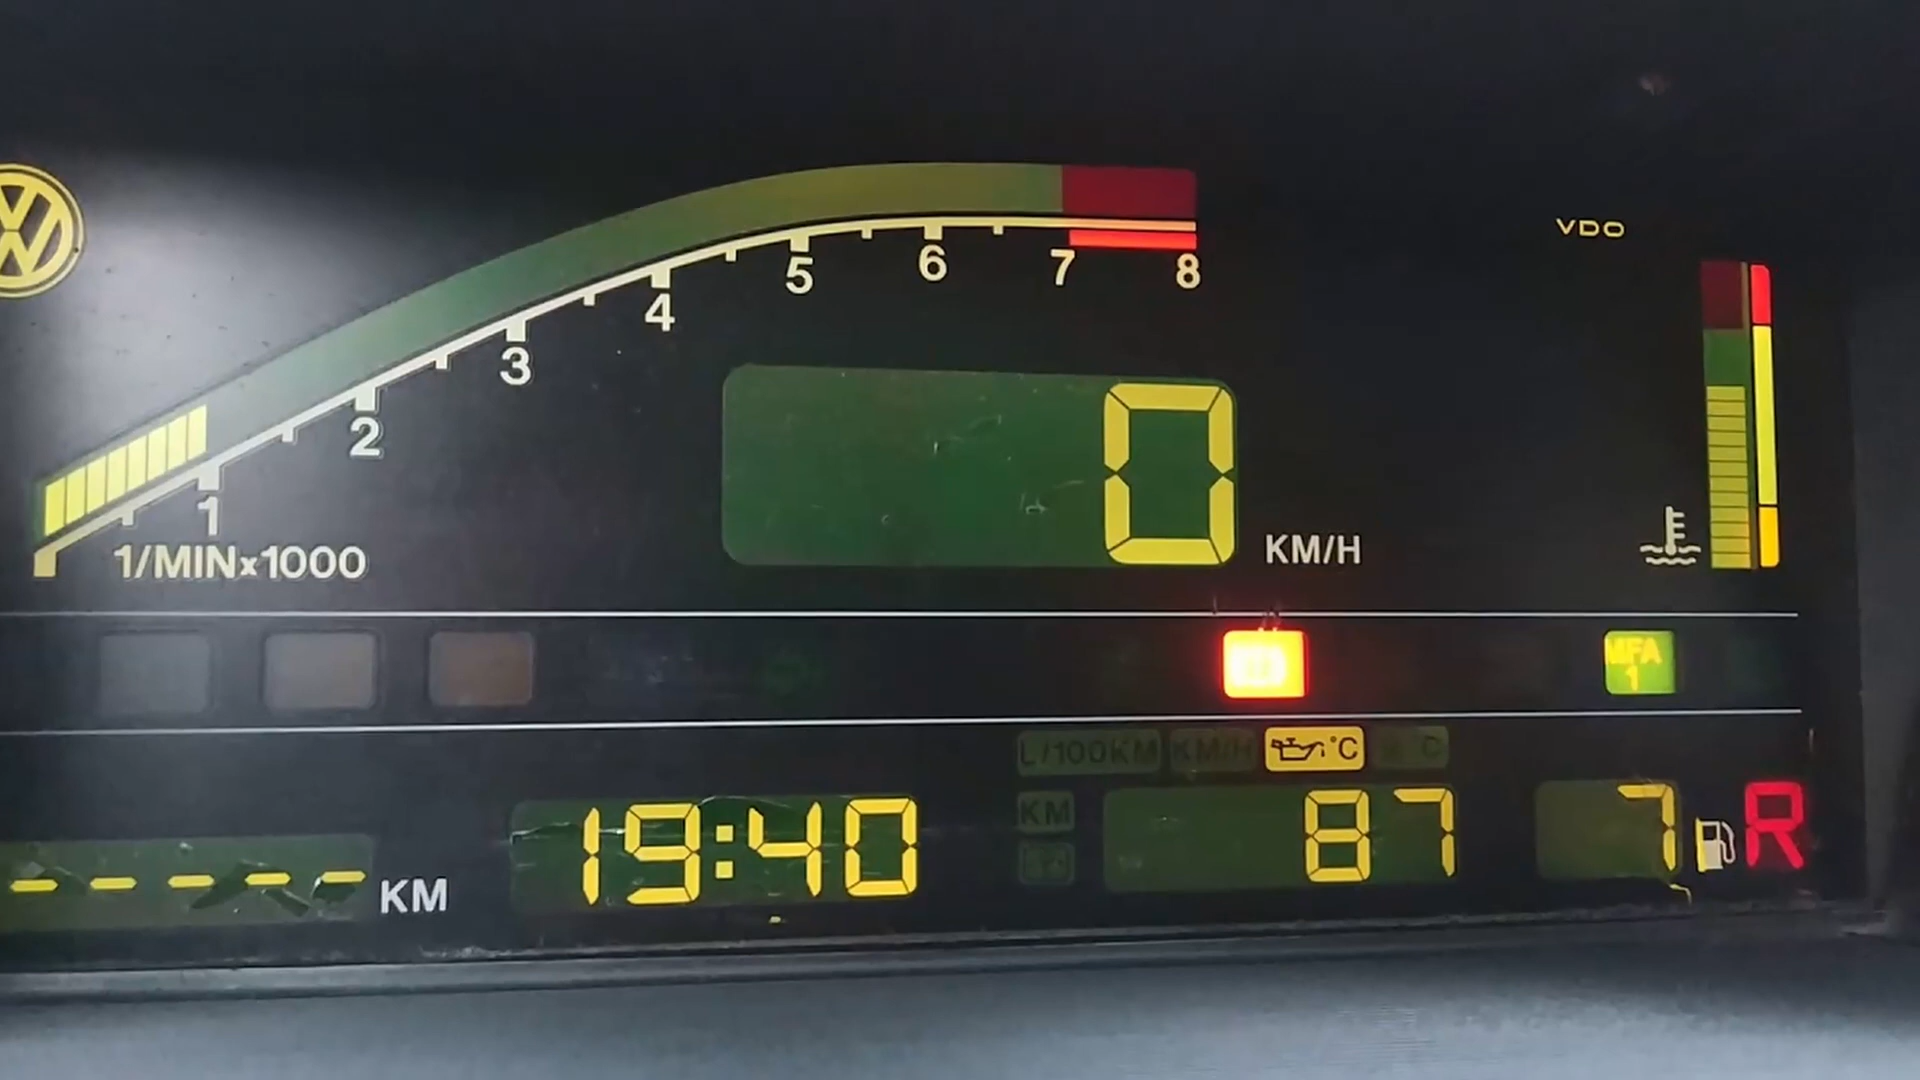 VDO
1 2 3 4 5 6 7 8
1/MINx1000
0 KM/H
MFA
1
L/100KM KM/H °C °C
KM
----- KM 19:40 87 7 R